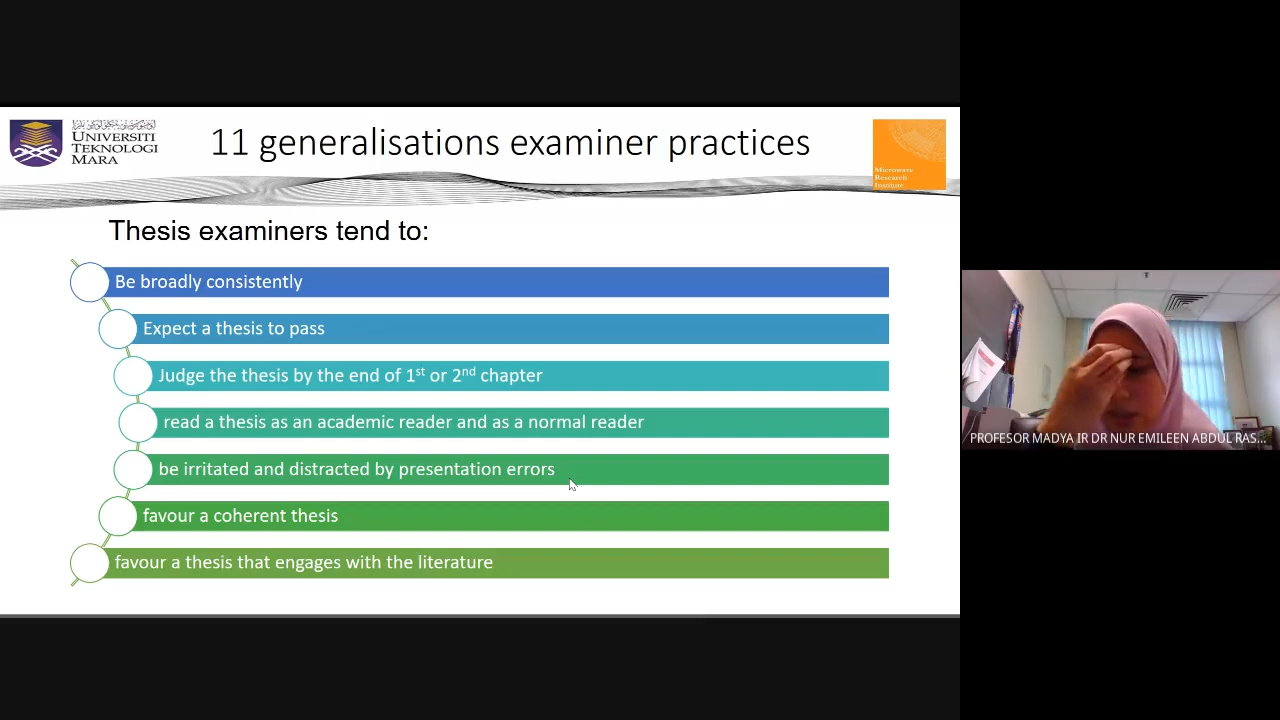 UNIVERSITI
TEKNOLOGI
MARA
11 generalisations examiner practices
Microwave
Research
Institute
Thesis examiners tend to:
Be broadly consistently
Expect a thesis to pass
Judge the thesis by the end of 1st or 2nd chapter
read a thesis as an academic reader and as a normal reader
be irritated and distracted by presentation errors
favour a coherent thesis
favour a thesis that engages with the literature
PROFESOR MADYA IR DR NUR EMILEEN ABDUL RAS...